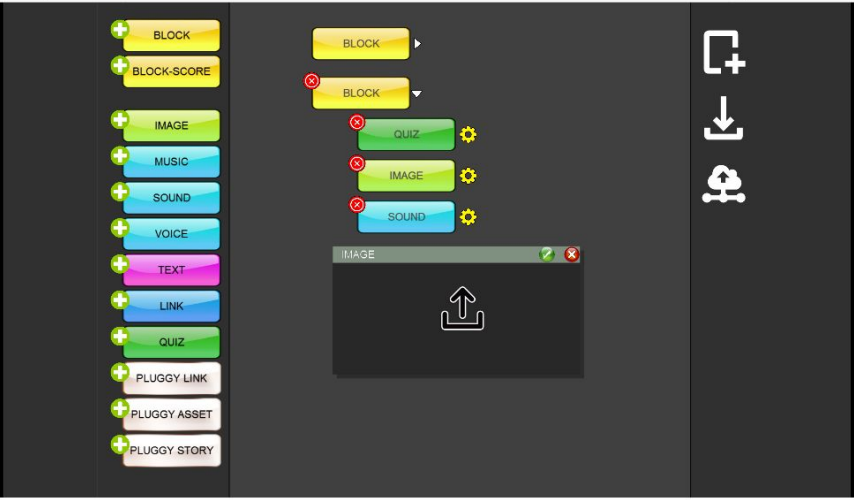 BLOCK
BLOCK-SCORE
IMAGE
MUSIC
SOUND
VOICE
TEXT
LINK
QUIZ
PLUGGY LINK
PLUGGY ASSET
PLUGGY STORY
BLOCK
BLOCK
QUIZ
IMAGE
SOUND
IMAGE